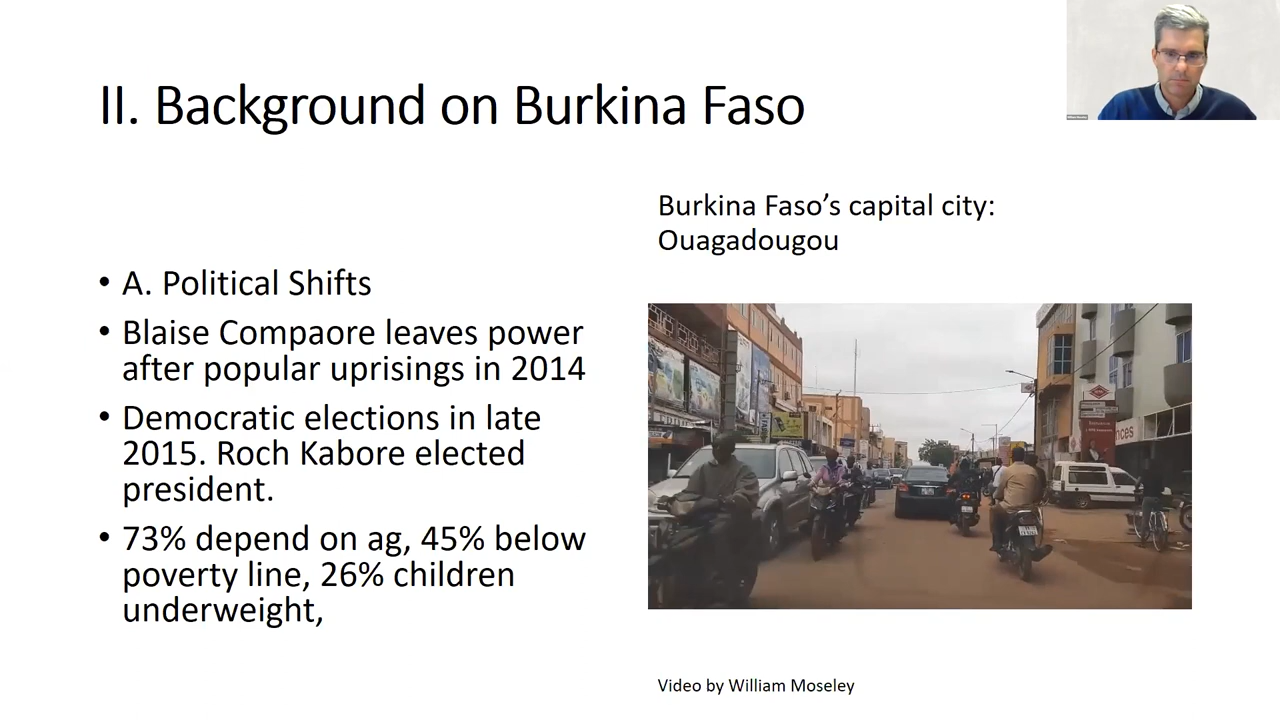 II. Background on Burkina Faso
• A. Political Shifts
• Blaise Compaore leaves power
after popular uprisings in 2014
• Democratic elections in late
2015. Roch Kabore elected
president.
• 73% depend on ag, 45% below
poverty line, 26% children
underweight,
Burkina Faso’s capital city:
Ouagadougou
nces
Video by William Moseley